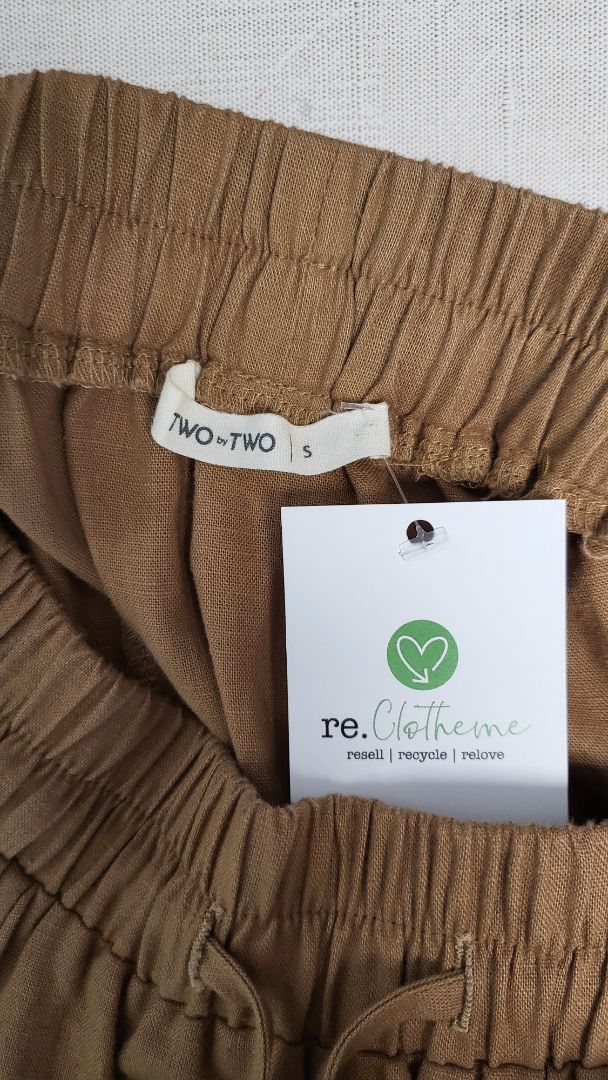 TWO by TWO | S
re.Clotheme
resell | recycle | relove